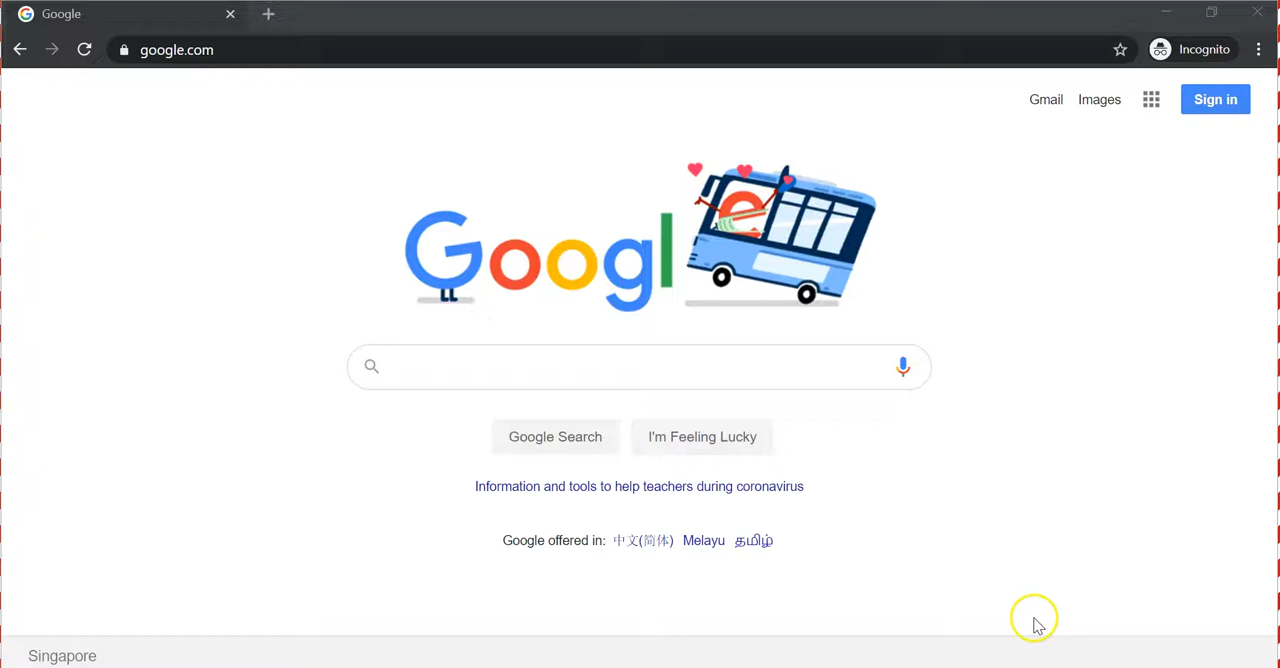 Google
google.com
Incognito
Gmail Images Sign in
Google
Google Search I'm Feeling Lucky
Information and tools to help teachers during coronavirus
Google offered in: 中文(简体) Melayu தமிழ்
Singapore